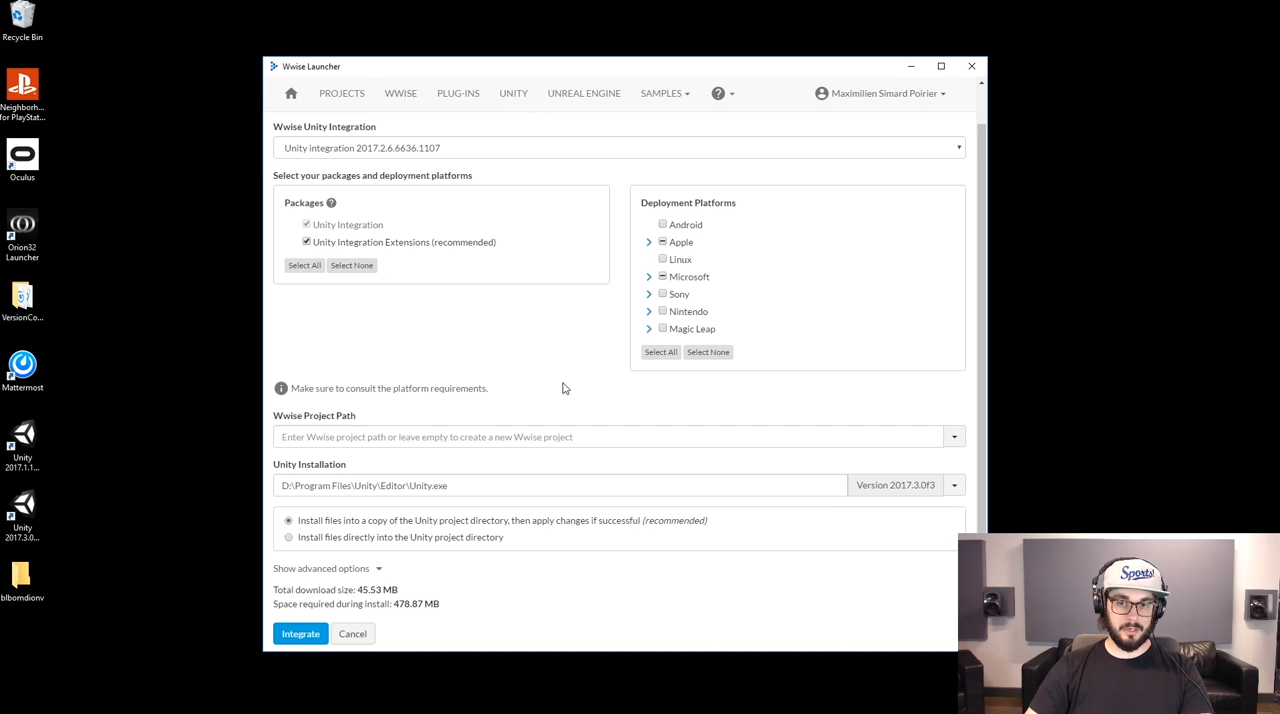 Recycle Bin
Neighborh...
for PlayStat...
Oculus
Orion32
Launcher
VersionCo...
Mattermost
Unity
2017.1.1...
Unity
2017.3.0...
blbomdionv
Wwise Launcher
PROJECTS WWISE PLUG-INS UNITY UNREAL ENGINE SAMPLES Maximilien Simard Poirier
Wwise Unity Integration
Unity integration 2017.2.6.6636.1107
Select your packages and deployment platforms
Packages
Unity Integration
Unity Integration Extensions (recommended)
Select All Select None
Deployment Platforms
Android
Apple
Linux
Microsoft
Sony
Nintendo
Magic Leap
Select All Select None
Make sure to consult the platform requirements.
Wwise Project Path
Enter Wwise project path or leave empty to create a new Wwise project
Unity Installation
D:\Program Files\Unity\Editor\Unity.exe Version 2017.3.0f3
Install files into a copy of the Unity project directory, then apply changes if successful (recommended)
Install files directly into the Unity project directory
Show advanced options
Total download size: 45.53 MB
Space required during install: 478.87 MB
Integrate Cancel
Sports!